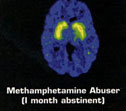 Methamphetamine Abuser
(1 month abstinent)